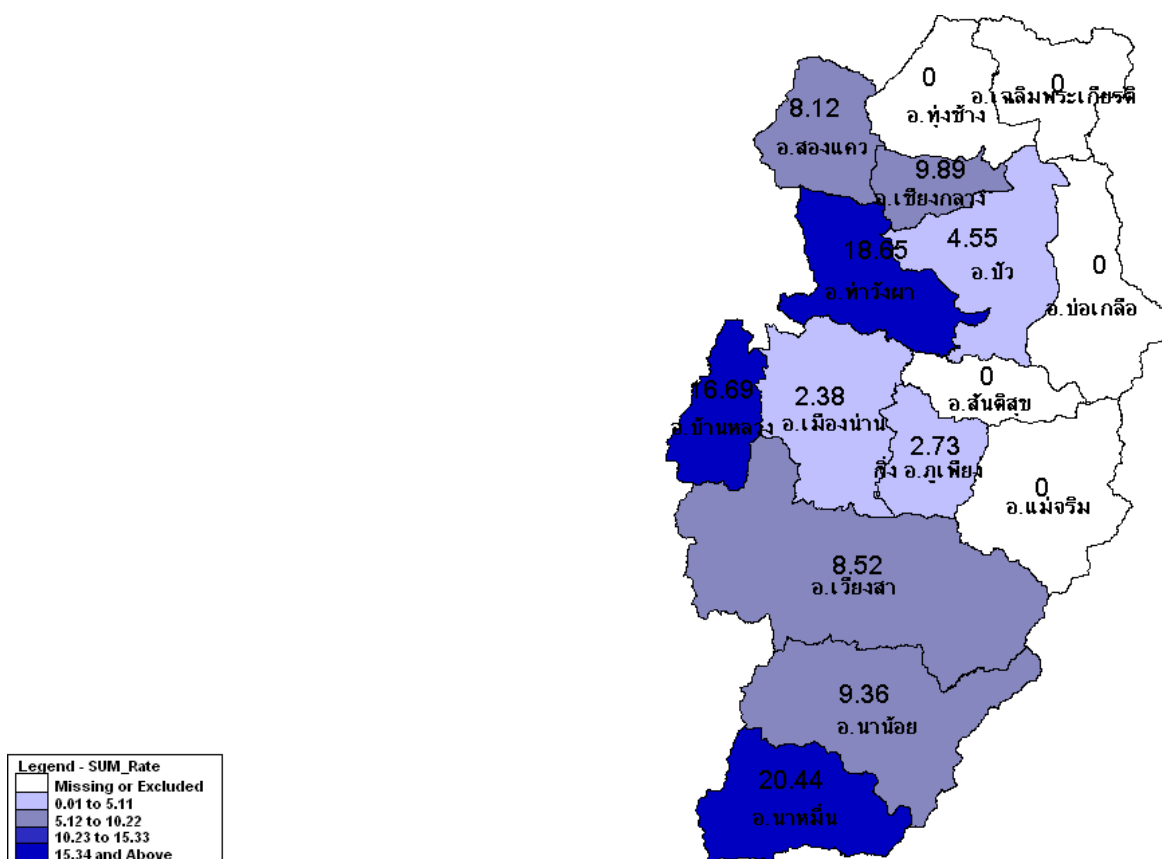 0
0
อ.เฉลิมพระเกียรติ
อ.ทุ่งช้าง
8.12
อ.สองแคว
9.89
อ.เชียงกลาง
4.55
อ.ปัว
18.65
อ.ท่าวังผา
0
อ.บ่อเกลือ
0
อ.สันติสุข
16.69
อ.บ้านหลวง
2.38
อ.เมืองน่าน
2.73
อ.ภูเพียง
0
อ.แม่จริม
8.52
อ.เวียงสา
9.36
อ.นาน้อย
20.44
อ.นาหมื่น
Legend - SUM_Rate
Missing or Excluded
0.01 to 5.11
5.12 to 10.22
10.23 to 15.33
15.34 and Above